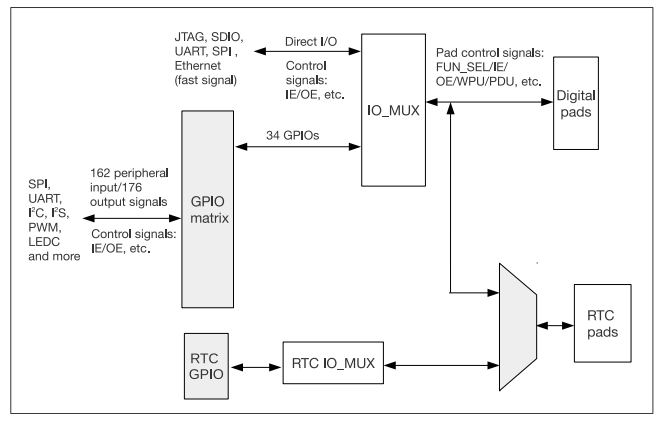 JTAG, SDIO,
UART, SPI ,
Ethernet
(fast signal)
Direct I/O
Control
signals:
IE/OE, etc.
IO_MUX
Pad control signals:
FUN_SEL/IE/
OE/WPU/PDU, etc.
Digital
pads
34 GPIOs
SPI,
UART,
I²C, I²S,
PWM,
LEDC
and more
162 peripheral
input/176
output signals
Control signals:
IE/OE, etc.
GPIO
matrix
RTC
GPIO
RTC IO_MUX
RTC
pads